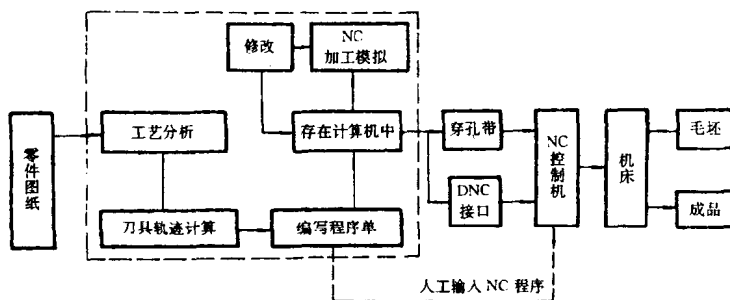 零件图纸
工艺分析
刀具轨迹计算
编写程序单
存在计算机中
修改
NC
加工模拟
穿孔带
DNC
接口
NC
控制机
机床
毛坯
成品
人工输入 NC 程序